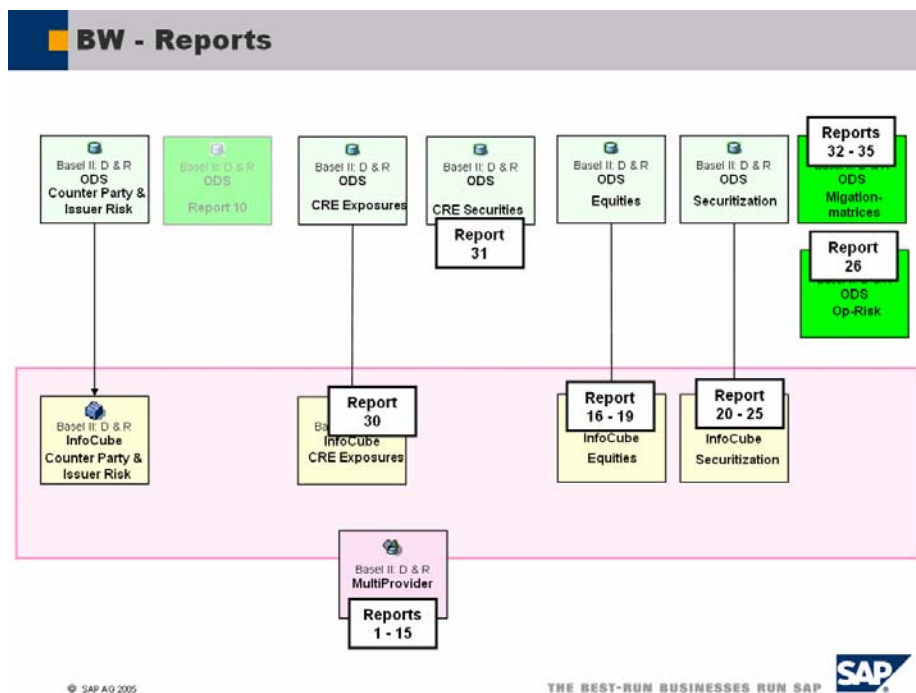 BW - Reports
Basel II: D & R
ODS
Counter Party &
Issuer Risk
Basel II: D & R
ODS
Report 10
Basel II: D & R
ODS
CRE Exposures
Basel II: D & R
ODS
CRE Securities
Report
31
Basel II: D & R
ODS
Equities
Basel II: D & R
ODS
Securitization
Reports
32 - 35
ODS
Migation-
matrices
Report
26
ODS
Op-Risk
Basel II: D & R
InfoCube
Counter Party &
Issuer Risk
Report
30
InfoCube
CRE Exposures
Report
16 - 19
InfoCube
Equities
Report
20 - 25
InfoCube
Securitization
Basel II: D & R
MultiProvider
Reports
1 - 15
© SAP AG 2005
THE BEST-RUN BUSINESSES RUN SAP
SAP